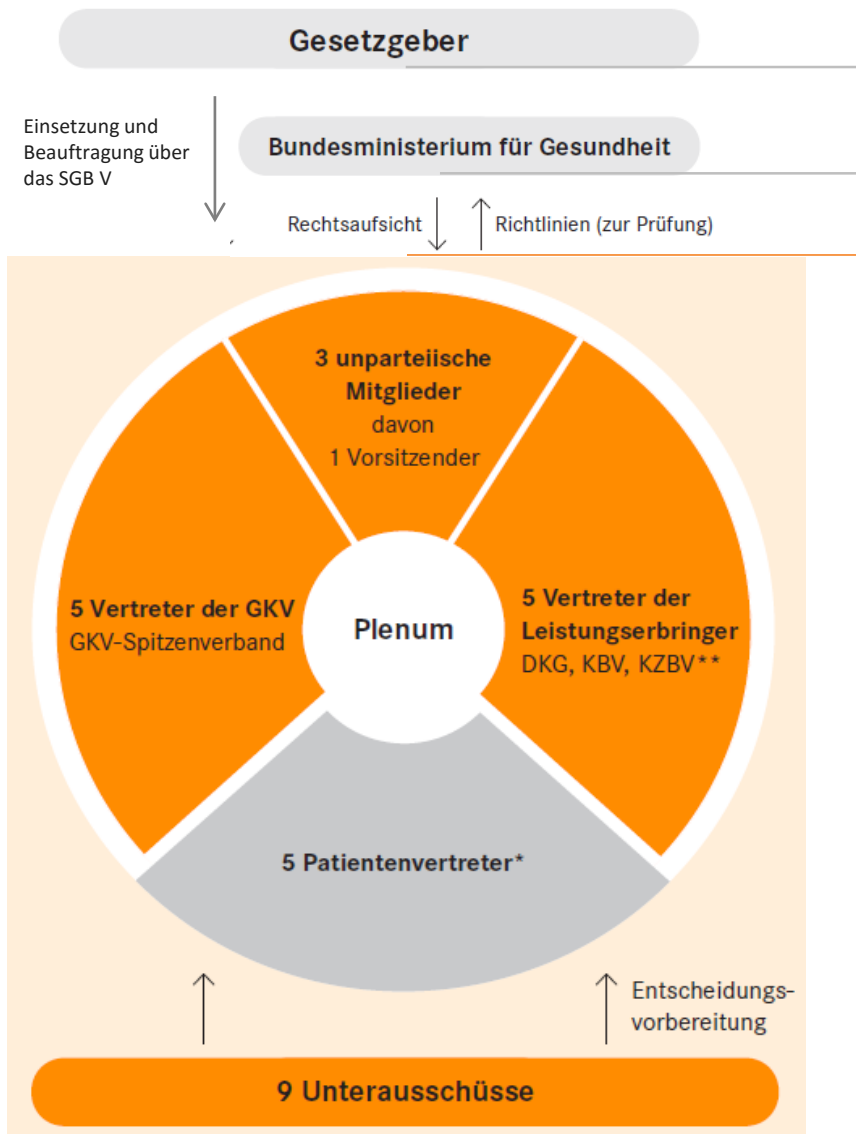 Gesetzgeber
Einsetzung und
Beauftragung über
das SGB V
Bundesministerium für Gesundheit
Rechtsaufsicht
Richtlinien (zur Prüfung)
3 unparteiische
Mitglieder
davon
1 Vorsitzender
5 Vertreter der GKV
GKV-Spitzenverband
Plenum
5 Vertreter der
Leistungserbringer
DKG, KBV, KZBV**
5 Patientenvertreter*
Entscheidungs-
vorbereitung
9 Unterausschüsse